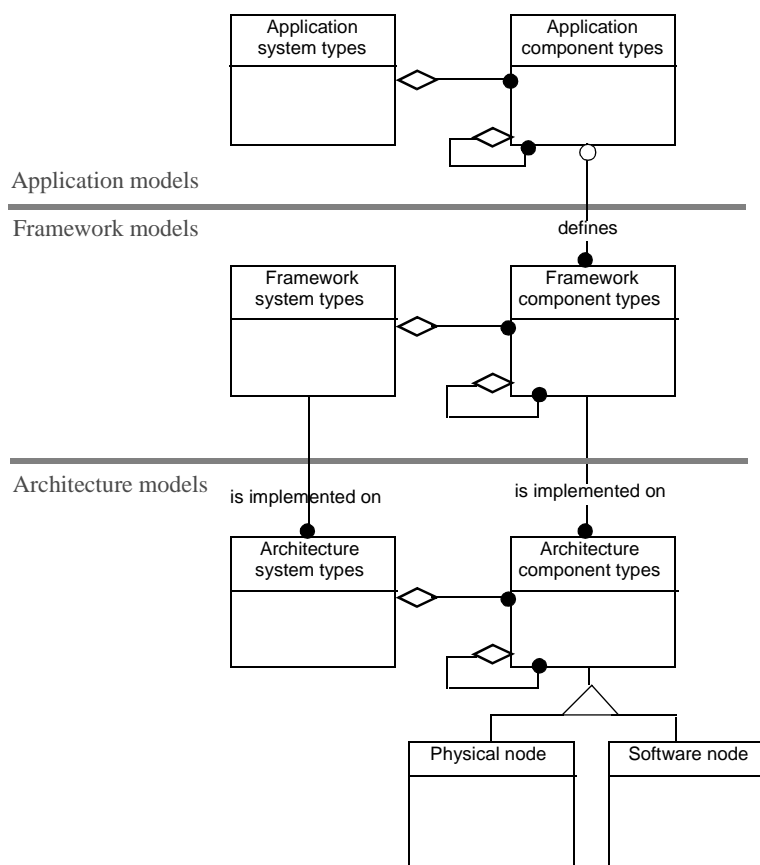 Application
system types
Application
component types
Application models
Framework models
defines
Framework
system types
Framework
component types
Architecture models
is implemented on
is implemented on
Architecture
system types
Architecture
component types
Physical node
Software node